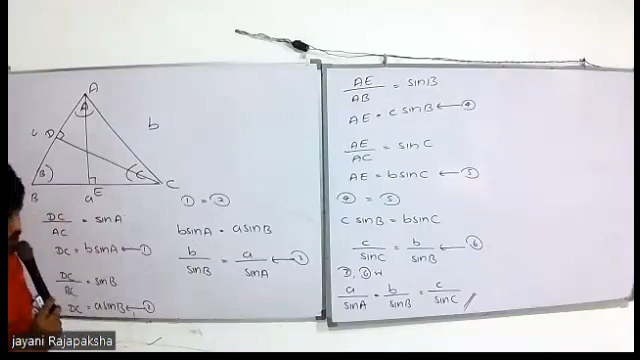 A
A
c
D
b
B
C
B
a
E
C
DC/AC = sinA
DC = bsinA ← ①
DC/BC = sinB
DC = asinB ← ②
① = ②
bsinA = asinB
b/sinB = a/sinA ← ③
AE/AB = sinB
AE = c sinB ← ④
AE/AC = sinC
AE = bsinC ← ⑤
④ = ⑤
c sinB = bsinC
c/sinC = b/sinB ← ⑥
③, ⑥
a/sinA = b/sinB = c/sinC //
jayani Rajapaksha